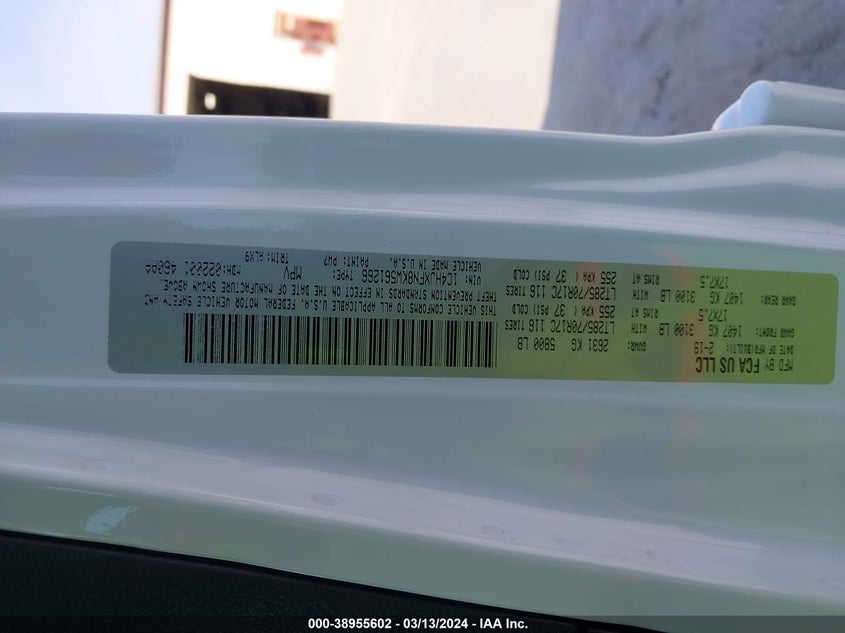 MFD BY FCA US LLC
DATE OF MFR(BUILT): 2-19 GVWR: 2631 KG 5800 LB
GAWR FRONT: 1407 KG 3100 LB WITH LT285/70R17C 116 TIRES
17X7.5 RIMS AT 255 KPA ( 37 PSI) COLD
GAWR REAR: 1407 KG 3100 LB WITH LT285/70R17C 116 TIRES
17X7.5 RIMS AT 255 KPA ( 37 PSI) COLD
THIS VEHICLE CONFORMS TO ALL APPLICABLE U.S.A. FEDERAL MOTOR VEHICLE SAFETY AND
THEFT PREVENTION STANDARDS IN EFFECT ON THE DATE OF MANUFACTURE SHOWN ABOVE.
VIN: 1C4HJXFN8KW561266 TYPE: MPV MDH:022001
VEHICLE MADE IN U.S.A. PAINT: PW7 TRIM:ALX9
000-38955602 - 03/13/2024 - IAA Inc.